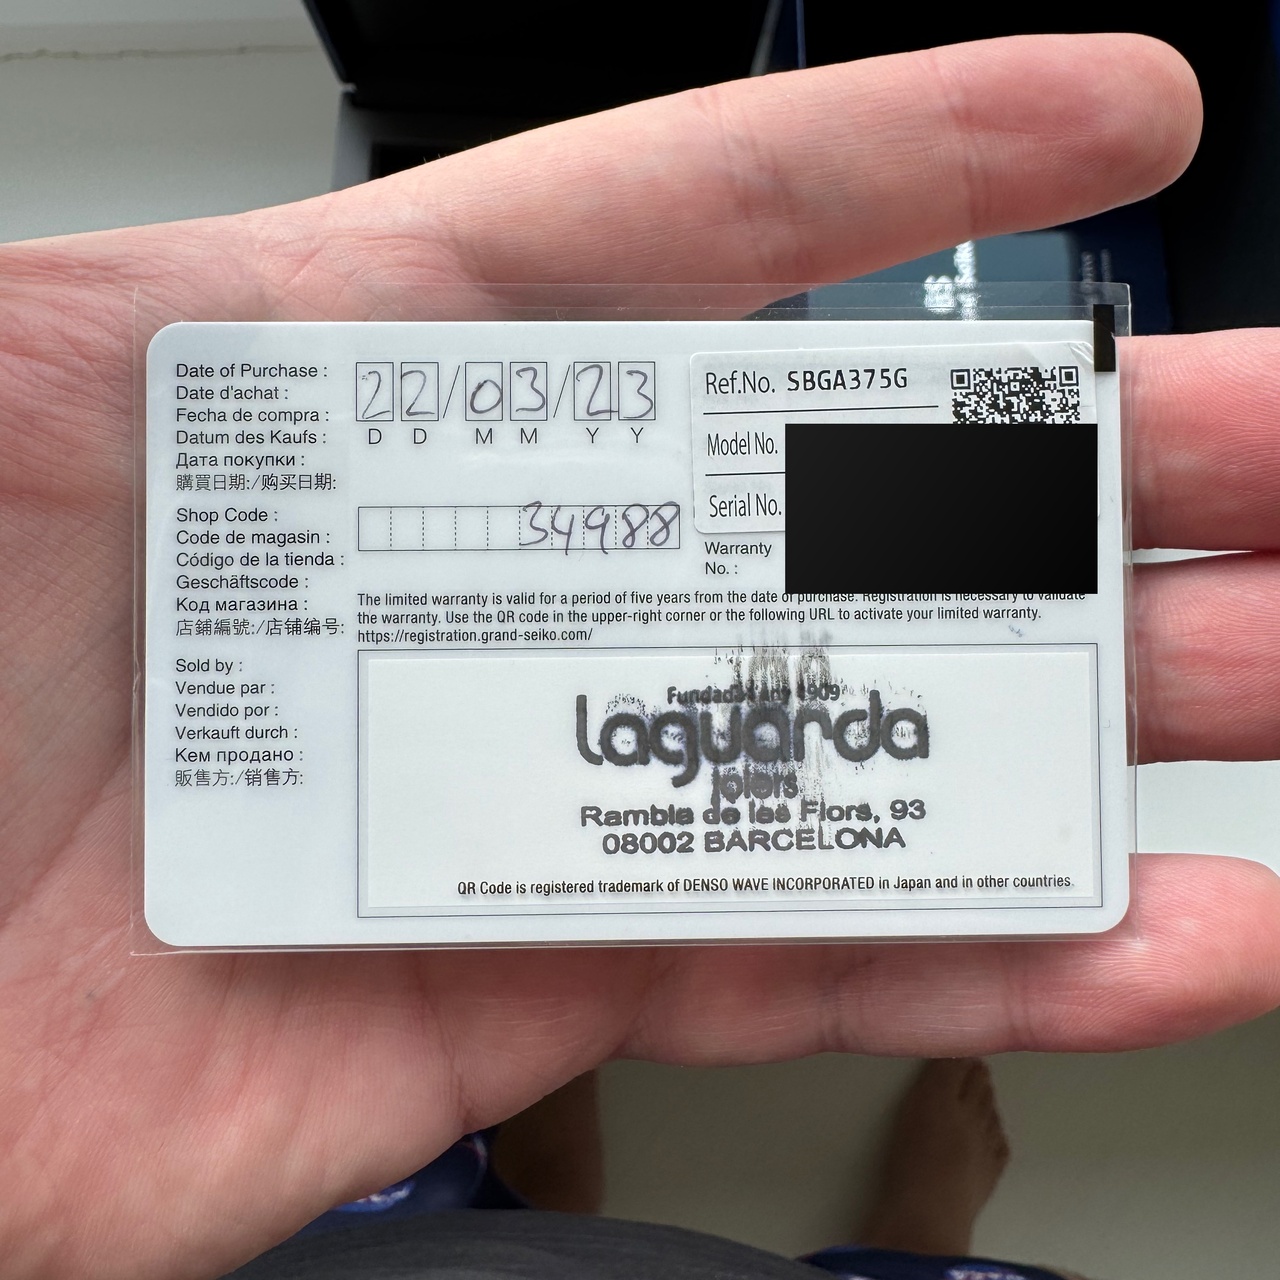 Date of Purchase :
Date d'achat :
Fecha de compra :
Datum des Kaufs :
Дата покупки :
購買日期:/购买日期:
22/03/23
D D M M Y Y
Ref.No. SBGA375G
Model No.
Serial No.
Warranty
No. :
Shop Code :
Code de magasin :
Código de la tienda :
Geschäftscode :
Код магазина :
店鋪編號:/店铺编号:
34988
The limited warranty is valid for a period of five years from the date of purchase. Registration is necessary to validate
the warranty. Use the QR code in the upper-right corner or the following URL to activate your limited warranty.
https://registration.grand-seiko.com/
Sold by :
Vendue par :
Vendido por :
Verkauft durch :
Кем продано :
販售方:/销售方:
Fundada Any 1909
laguarda
joiers
Rambla de les Flors, 93
08002 BARCELONA
QR Code is registered trademark of DENSO WAVE INCORPORATED in Japan and in other countries.